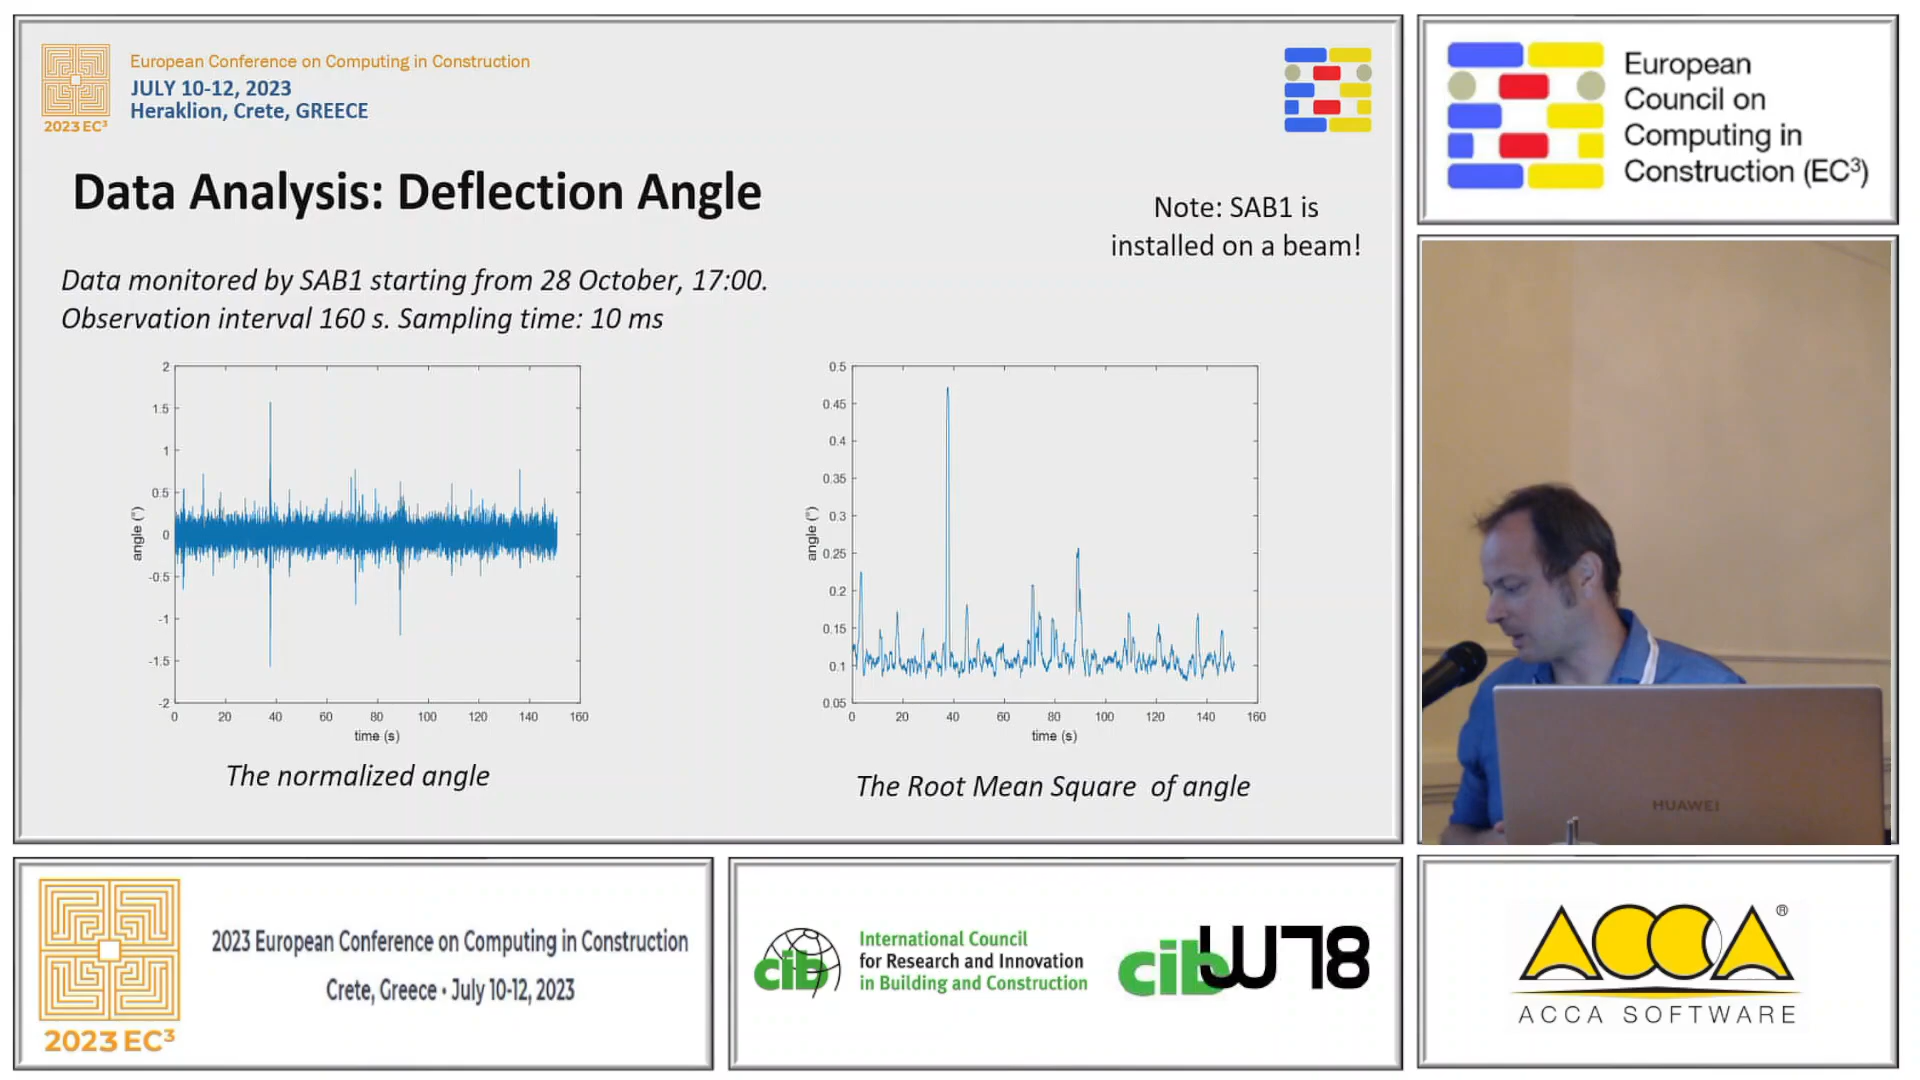 European Conference on Computing in Construction
JULY 10-12, 2023
Heraklion, Crete, GREECE
2023 EC³
Data Analysis: Deflection Angle
Note: SAB1 is
installed on a beam!
Data monitored by SAB1 starting from 28 October, 17:00.
Observation interval 160 s. Sampling time: 10 ms
2
1.5
1
0.5
0
-0.5
-1
-1.5
-2
angle (°)
0 20 40 60 80 100 120 140 160
time (s)
The normalized angle
0.5
0.45
0.4
0.35
0.3
0.25
0.2
0.15
0.1
0.05
angle (°)
0 20 40 60 80 100 120 140 160
time (s)
The Root Mean Square of angle
European
Council on
Computing in
Construction (EC³)
HUAWEI
2023 EC³
2023 European Conference on Computing in Construction
Crete, Greece • July 10-12, 2023
cib
International Council
for Research and Innovation
in Building and Construction
cib W78
ACCA ®
ACCA SOFTWARE